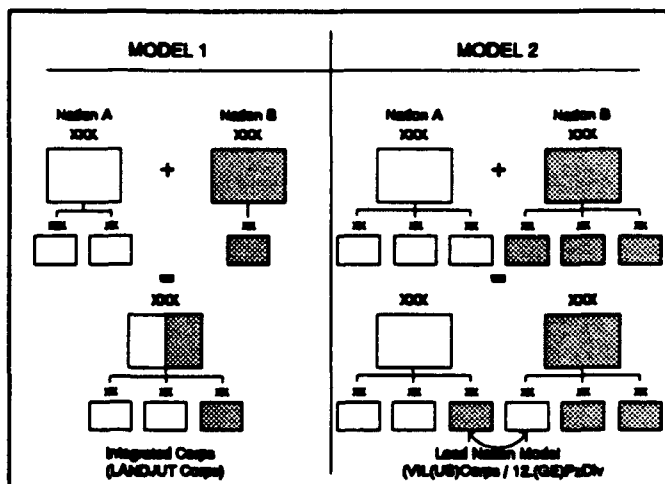 MODEL 1
MODEL 2
Nation A
Nation B
XXX
XXX
+
XX
XX
XX
=
XXX
XX
XX
XX
Integrated Corps
(LANDJUT Corps)
Nation A
Nation B
XXX
XXX
+
XX
XX
XX
XX
XX
XX
=
XXX
XXX
XX
XX
XX
XX
XX
XX
Lead Nation Model
(VII.(US)Corps / 12.(GE)PzDiv